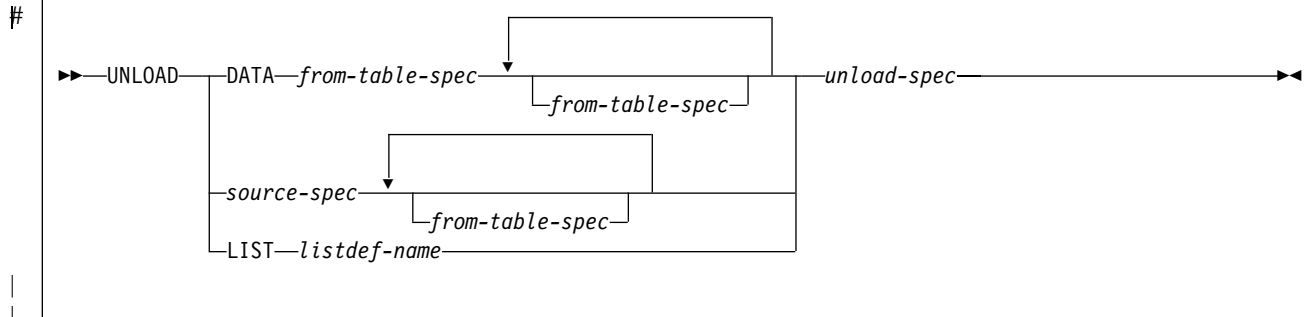 #
UNLOAD DATA from-table-spec unload-spec
from-table-spec
source-spec
from-table-spec
LIST listdef-name